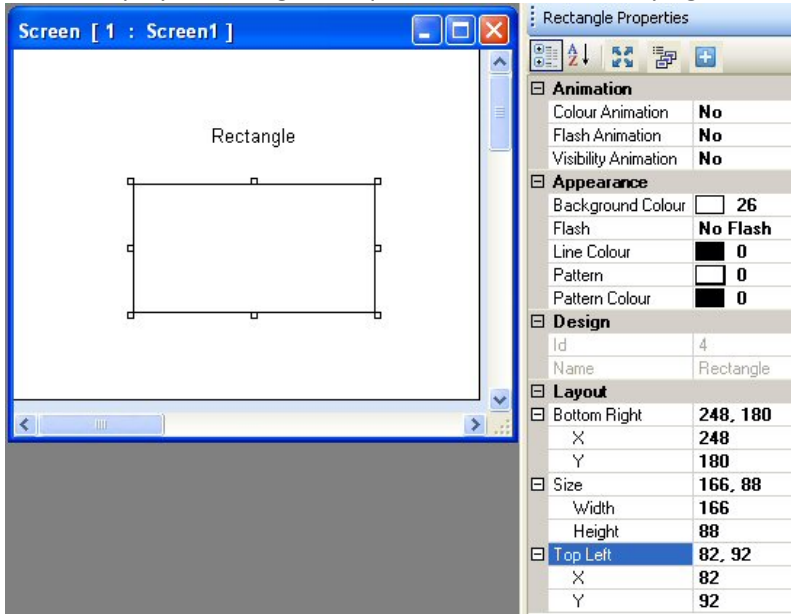 Screen [ 1 : Screen1 ]
Rectangle
Rectangle Properties
Animation
Colour Animation No
Flash Animation No
Visibility Animation No
Appearance
Background Colour 26
Flash No Flash
Line Colour 0
Pattern 0
Pattern Colour 0
Design
Id 4
Name Rectangle
Layout
Bottom Right 248, 180
X 248
Y 180
Size 166, 88
Width 166
Height 88
Top Left 82, 92
X 82
Y 92